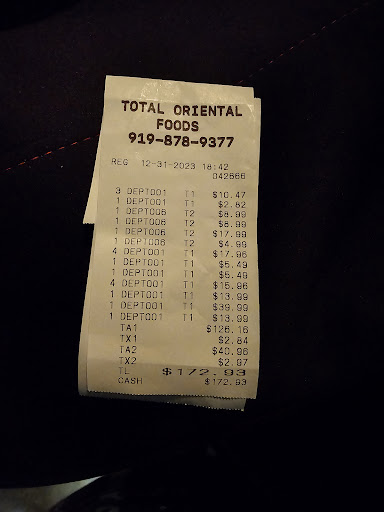 TOTAL ORIENTAL
FOODS
919-878-9377
REG 12-31-2023 18:42
042666
3 DEPT001 T1 $10.47
1 DEPT001 T1 $2.82
1 DEPT006 T2 $8.99
1 DEPT006 T2 $8.99
1 DEPT006 T2 $17.99
1 DEPT006 T2 $4.99
4 DEPT001 T1 $17.96
1 DEPT001 T1 $5.49
1 DEPT001 T1 $5.49
4 DEPT001 T1 $15.96
1 DEPT001 T1 $13.99
1 DEPT001 T1 $39.99
1 DEPT001 T1 $13.99
TA1 $126.16
TX1 $2.84
TA2 $40.96
TX2 $2.97
TL $172.93
CASH $172.93